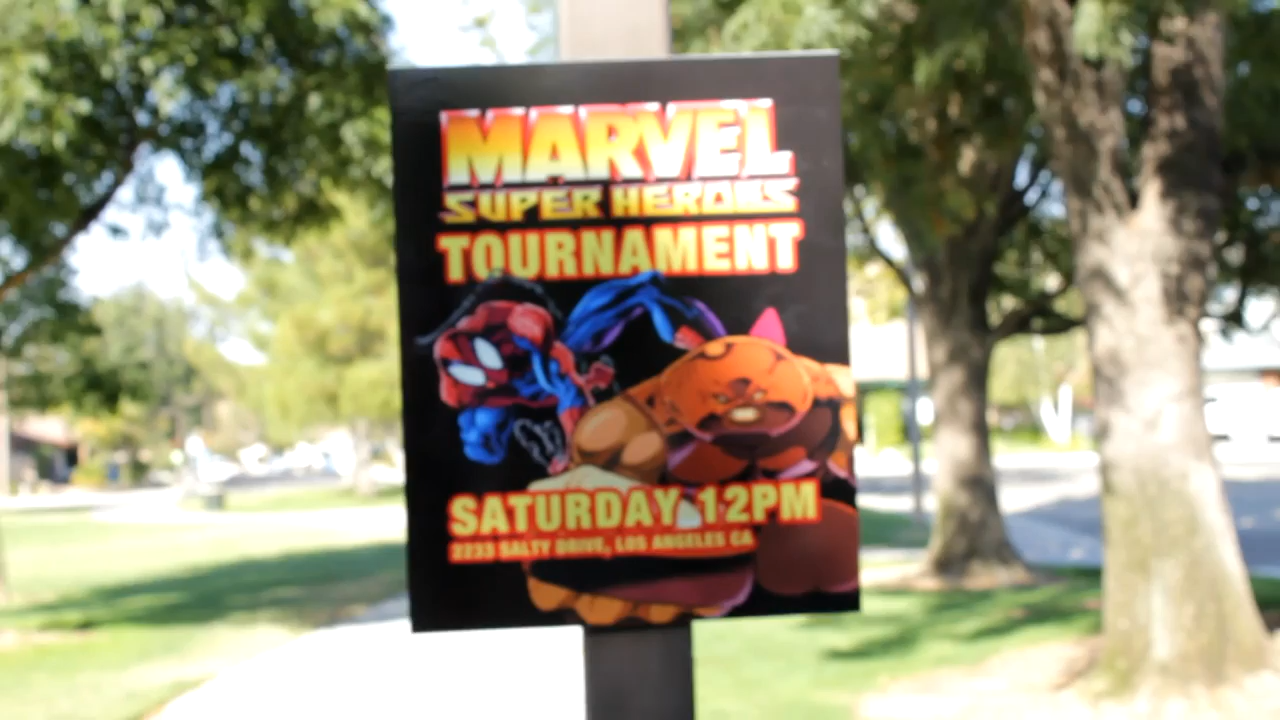 MARVEL
SUPER HEROES
TOURNAMENT
SATURDAY 12PM
2233 SALTY DRIVE, LOS ANGELES CA